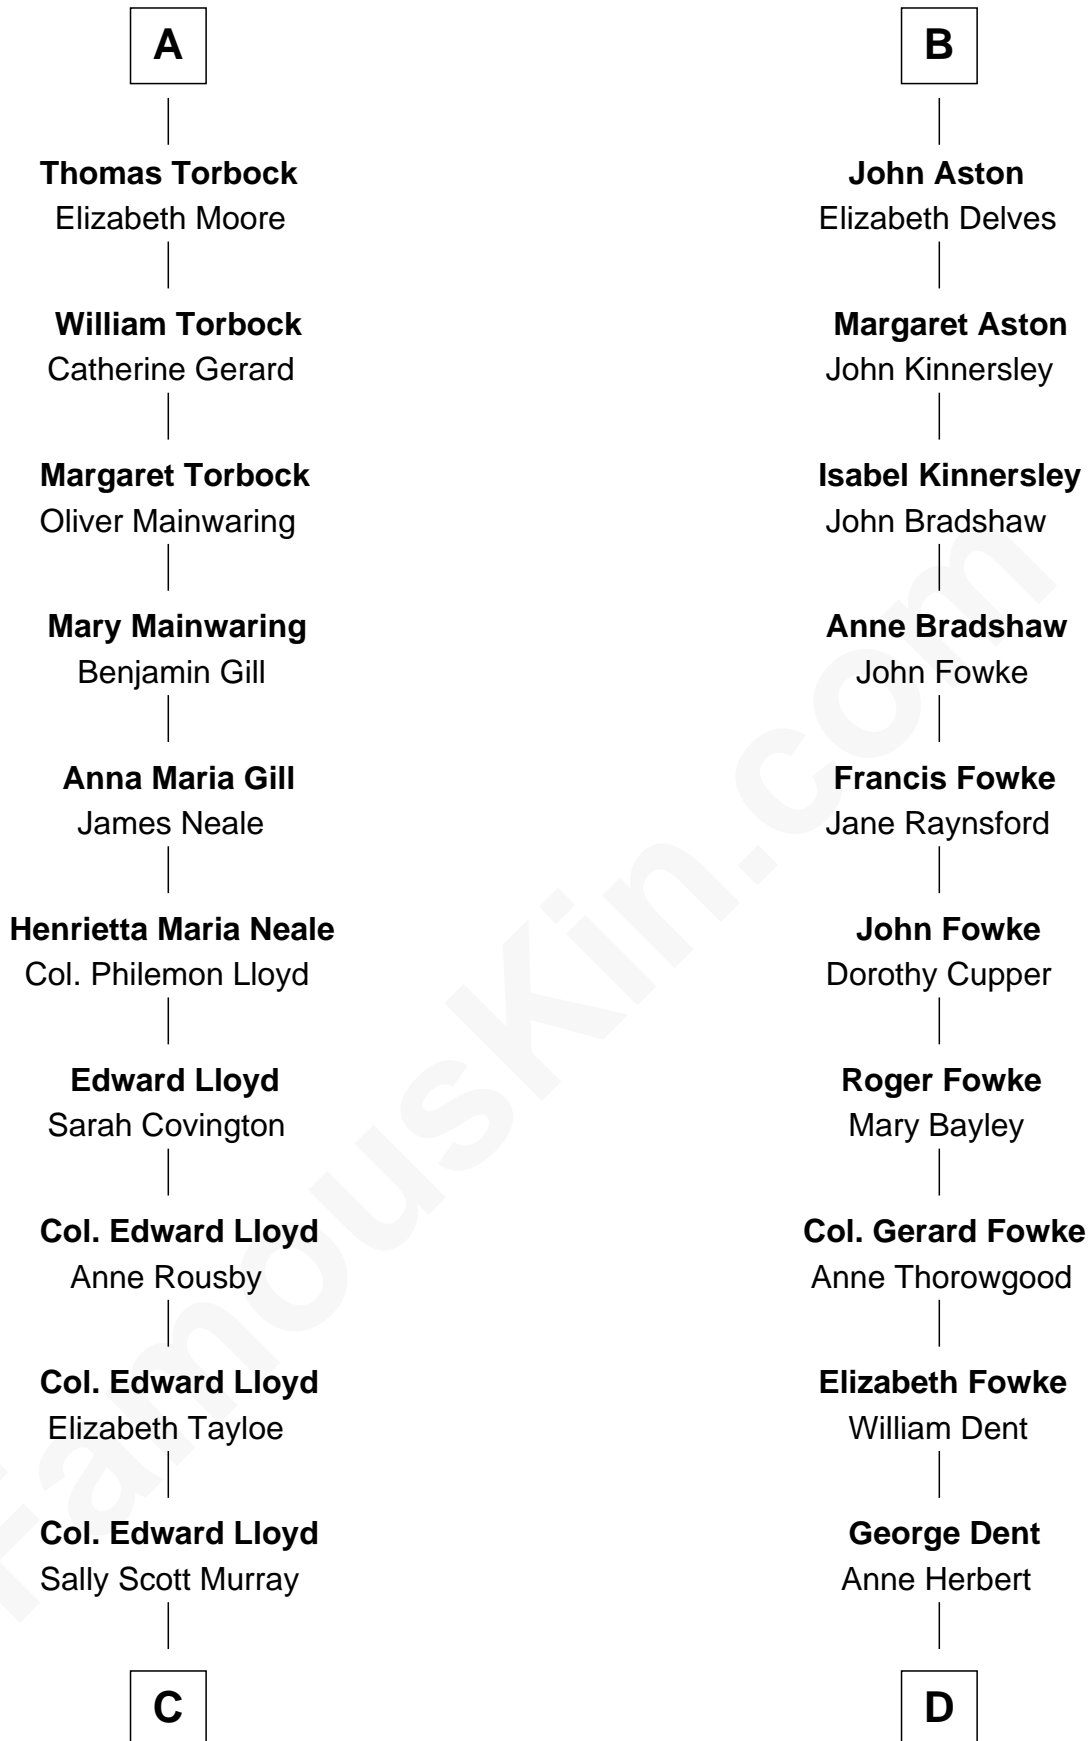 A
Thomas Torbock
Elizabeth Moore
William Torbock
Catherine Gerard
Margaret Torbock
Oliver Mainwaring
Mary Mainwaring
Benjamin Gill
Anna Maria Gill
James Neale
Henrietta Maria Neale
Col. Philemon Lloyd
Edward Lloyd
Sarah Covington
Col. Edward Lloyd
Anne Rousby
Col. Edward Lloyd
Elizabeth Tayloe
Col. Edward Lloyd
Sally Scott Murray
C
B
John Aston
Elizabeth Delves
Margaret Aston
John Kinnersley
Isabel Kinnersley
John Bradshaw
Anne Bradshaw
John Fowke
Francis Fowke
Jane Raynsford
John Fowke
Dorothy Cupper
Roger Fowke
Mary Bayley
Col. Gerard Fowke
Anne Thorowgood
Elizabeth Fowke
William Dent
George Dent
Anne Herbert
D
FamousKin.com